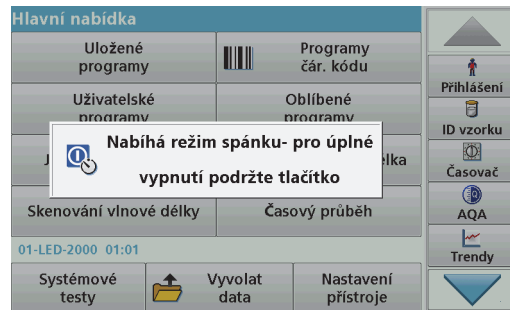 Hlavní nabídka
Uložené
programy
Programy
čár. kódu
Uživatelské
programy
Oblíbené
programy
Nabíhá režim spánku- pro úplné
vypnutí podržte tlačítko
J
elka
Skenování vlnové délky
Časový průběh
01-LED-2000 01:01
Systémové
testy
Vyvolat
data
Nastavení
přístroje
Přihlášení
ID vzorku
Časovač
AQA
Trendy